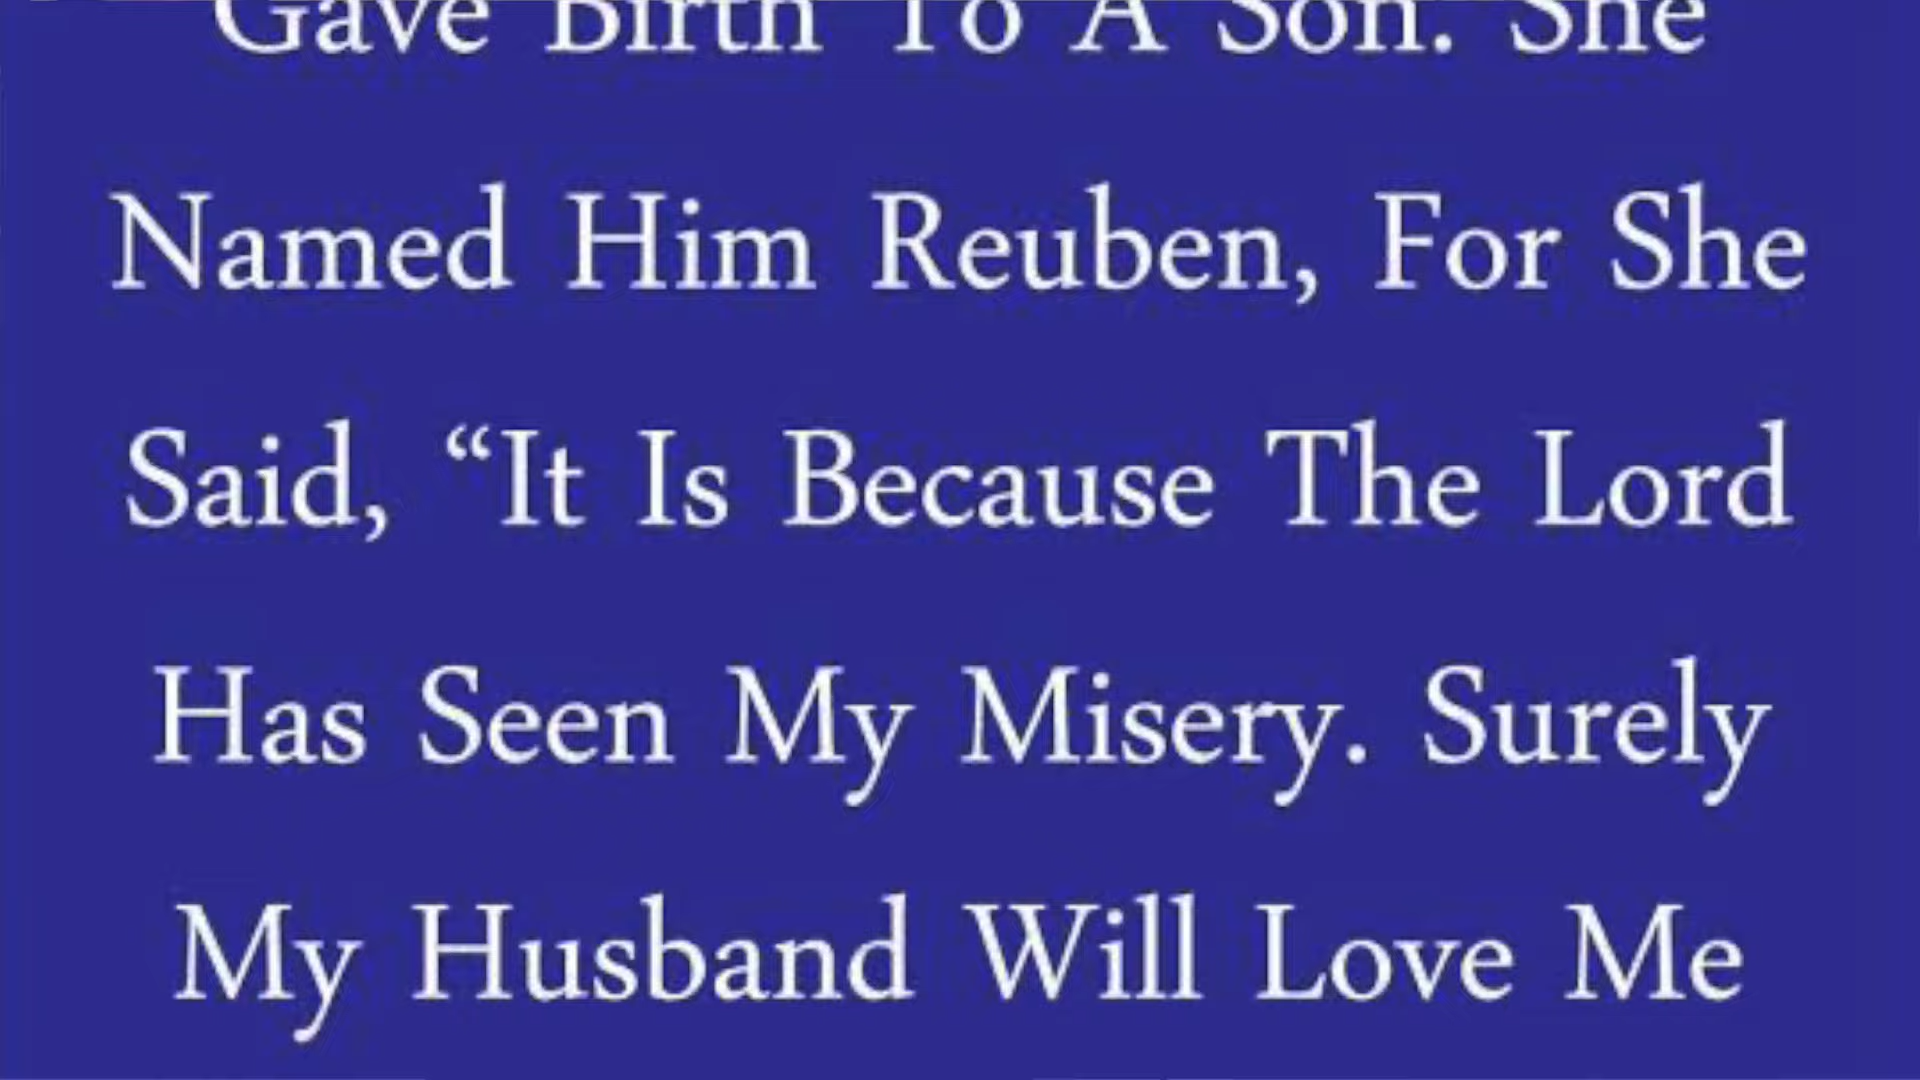 Gave Birth To A Son. She
Named Him Reuben, For She
Said, “It Is Because The Lord
Has Seen My Misery. Surely
My Husband Will Love Me